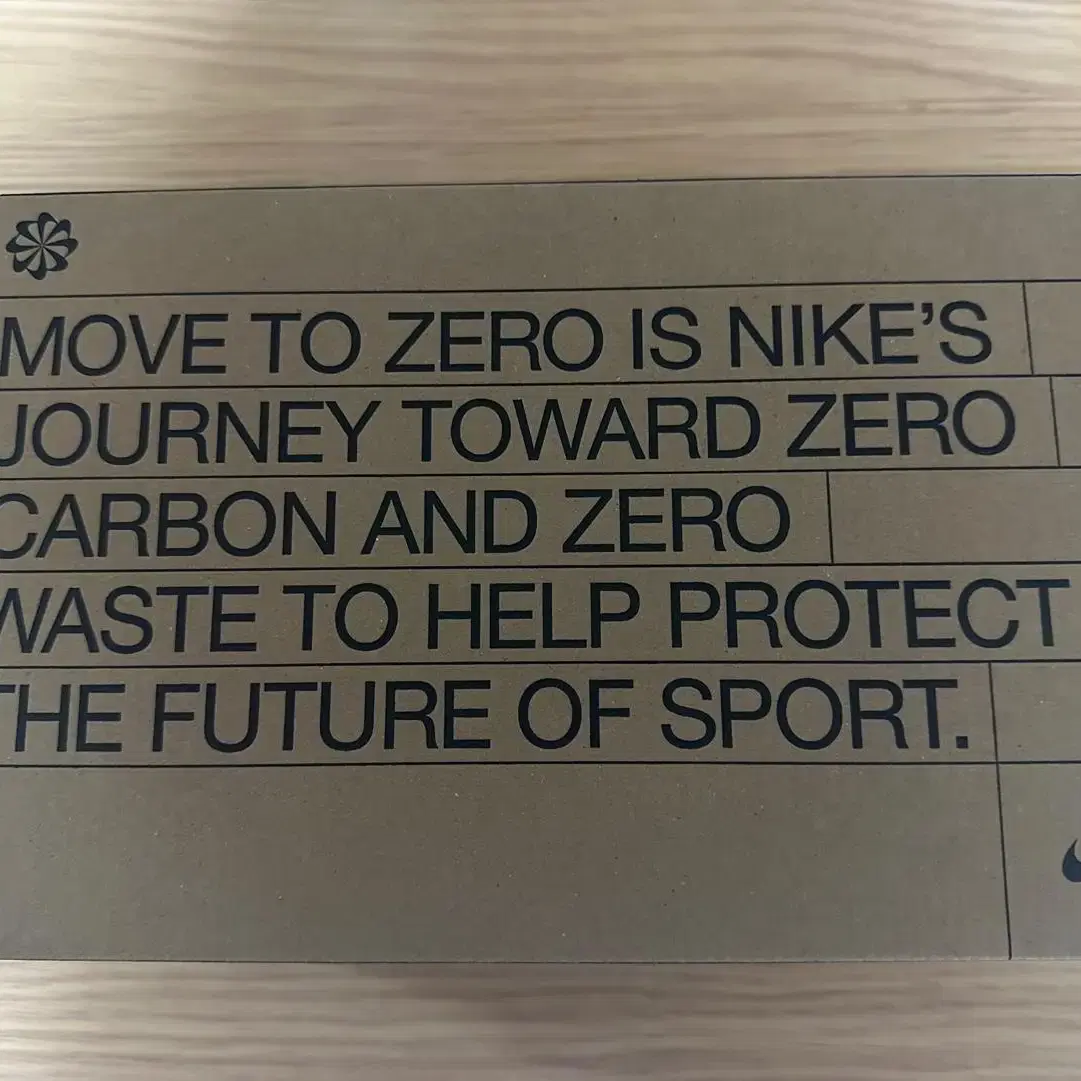 MOVE TO ZERO IS NIKE'S
JOURNEY TOWARD ZERO
CARBON AND ZERO
WASTE TO HELP PROTECT
THE FUTURE OF SPORT.